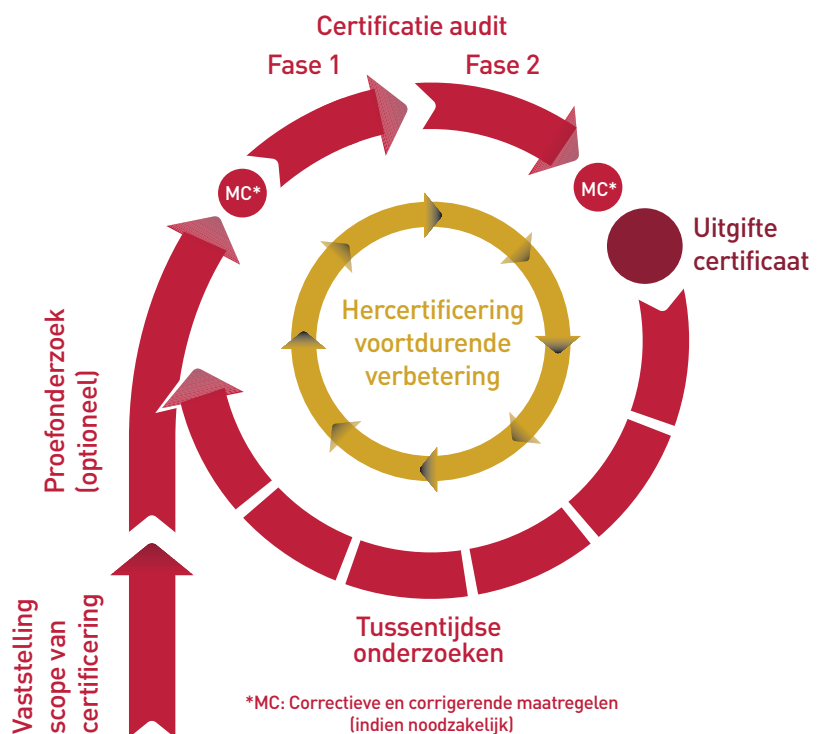 Certificatie audit
Fase 1
Fase 2
MC*
MC*
Uitgifte
certificaat
Hercertificering
voortdurende
verbetering
Proefonderzoek
(optioneel)
Vaststelling
scope van
certificering
Tussentijdse
onderzoeken
*MC: Correctieve en corrigerende maatregelen
(indien noodzakelijk)